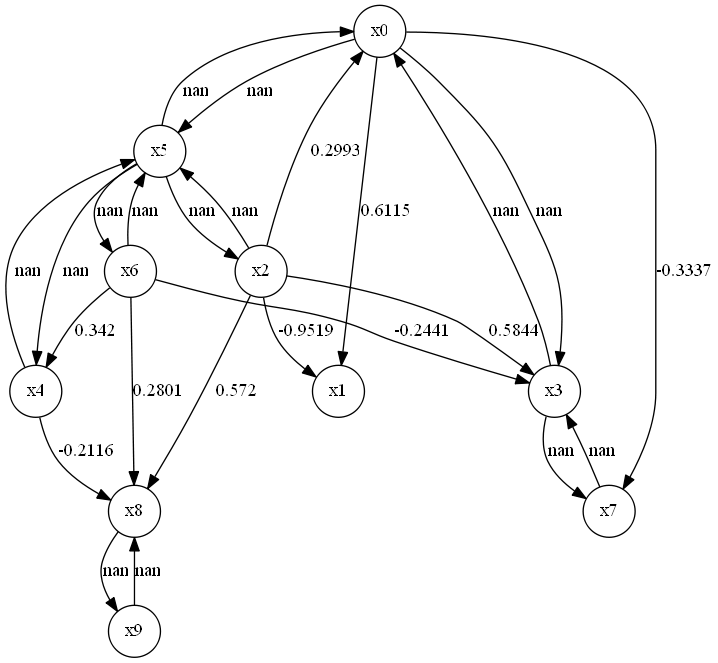 x0
nan
nan
x5
0.2993
nan
nan
nan
nan
0.6115
nan
nan
nan
nan
x6
x2
-0.3337
0.342
-0.9519
-0.2441
0.5844
x4
0.2801
0.572
x1
x3
-0.2116
nan
nan
x8
x7
nan
nan
x9